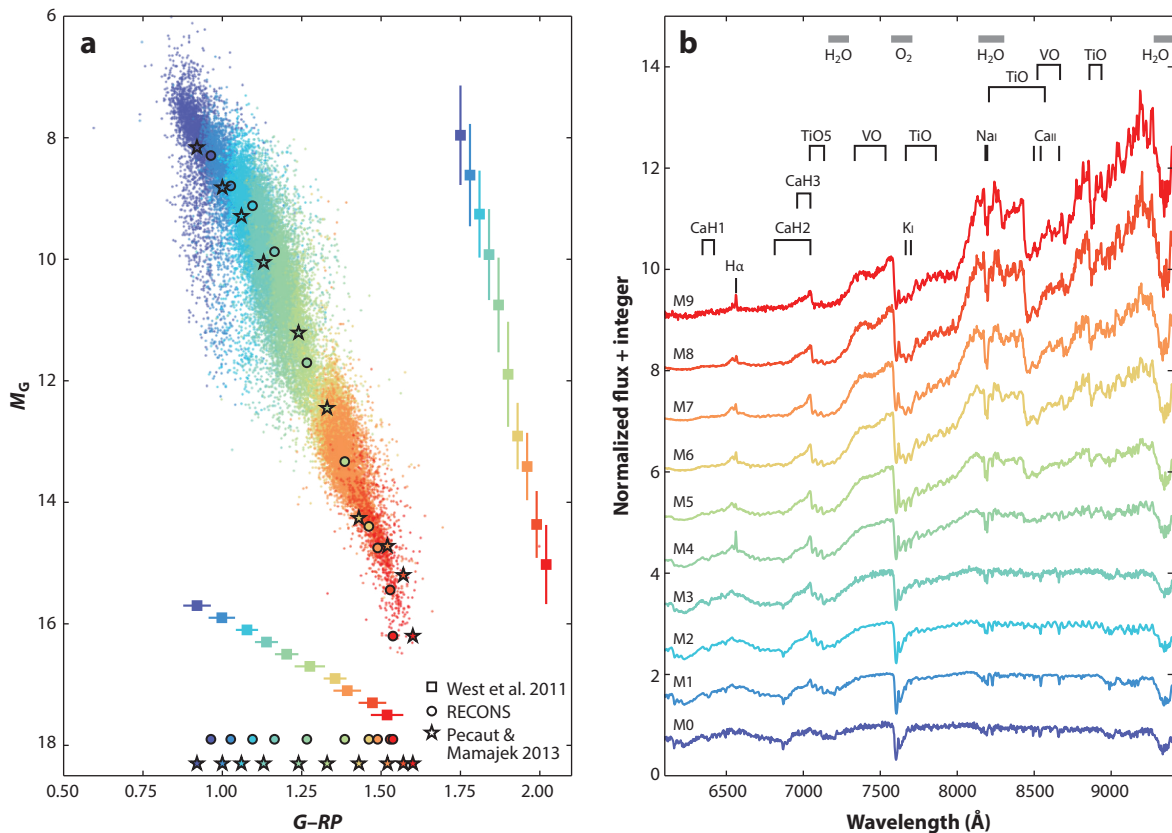 a
6
8
10
12
14
16
18
M_G
0.50
0.75
1.00
1.25
1.50
1.75
2.00
G–RP
West et al. 2011
RECONS
Pecaut &
Mamajek 2013
b
14
12
10
8
6
4
2
0
Normalized flux + integer
6500
7000
7500
8000
8500
9000
Wavelength (Å)
H₂O
O₂
H₂O
H₂O
VO
TiO
TiO
TiO5
VO
TiO
NaI
CaII
CaH3
CaH1
CaH2
KI
Hα
M9
M8
M7
M6
M5
M4
M3
M2
M1
M0